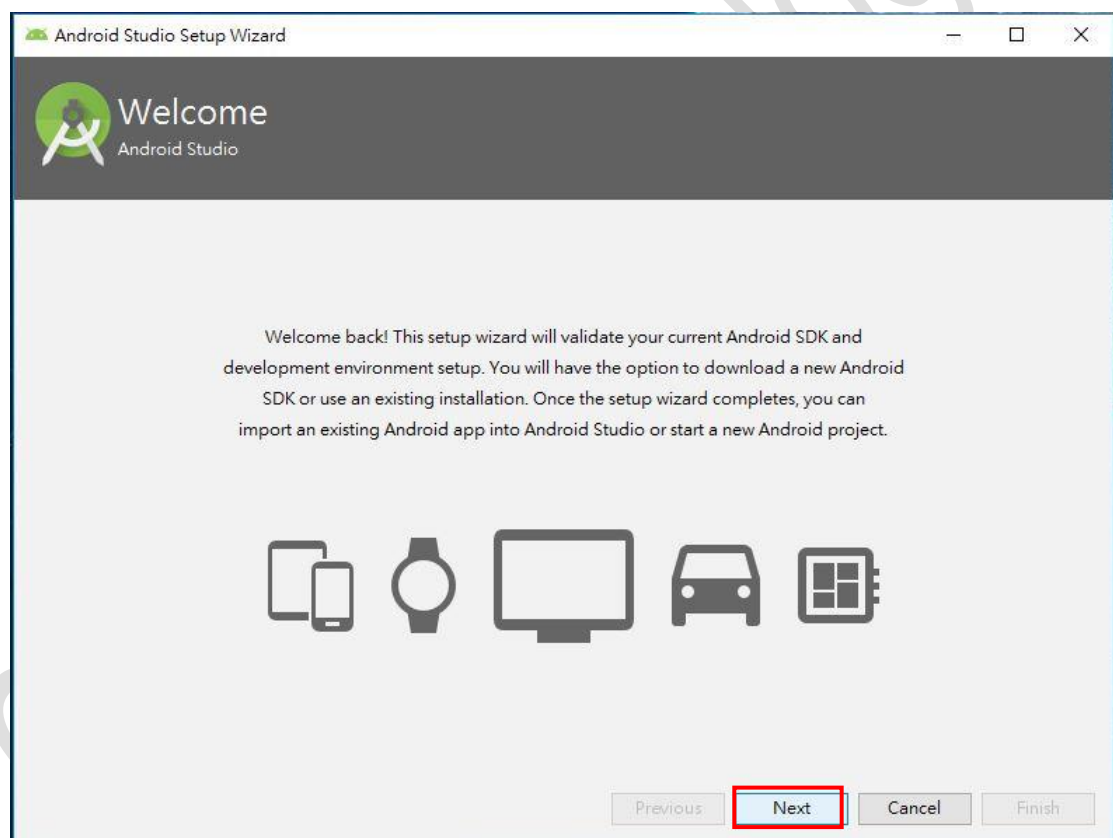 Android Studio Setup Wizard
Welcome
Android Studio
Welcome back! This setup wizard will validate your current Android SDK and
development environment setup. You will have the option to download a new Android
SDK or use an existing installation. Once the setup wizard completes, you can
import an existing Android app into Android Studio or start a new Android project.
Previous Next Cancel Finish